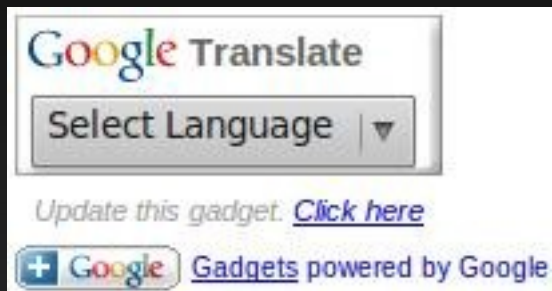 Google Translate
Select Language
Update this gadget. Click here
Google Gadgets powered by Google